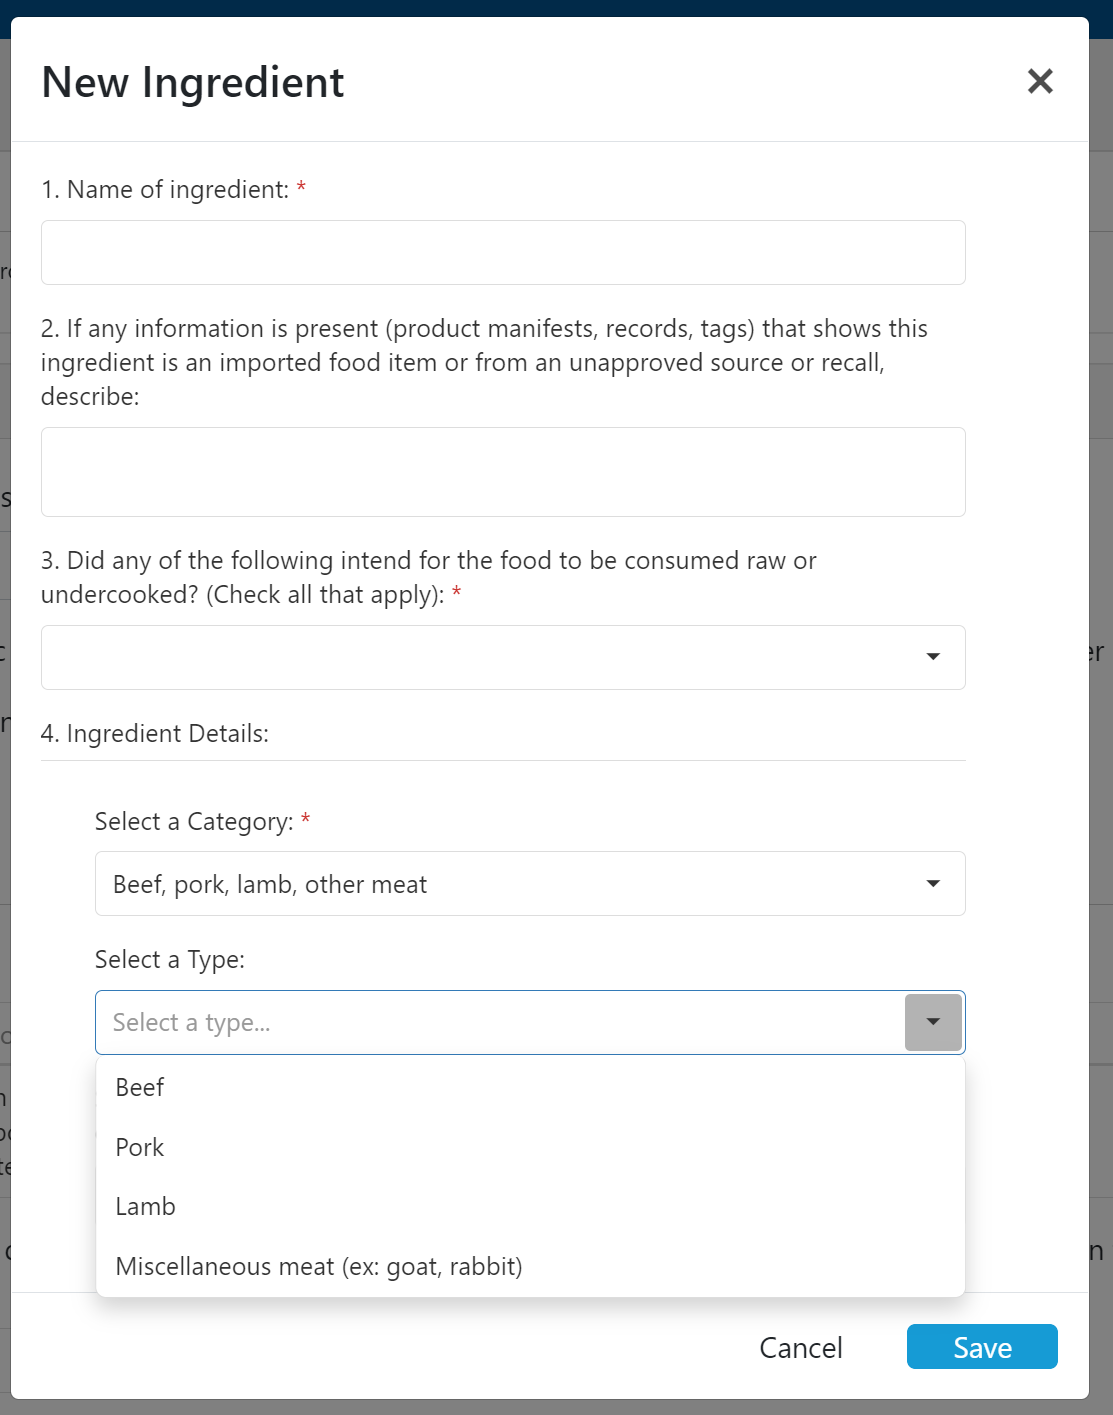 New Ingredient
1. Name of ingredient: *
2. If any information is present (product manifests, records, tags) that shows this
ingredient is an imported food item or from an unapproved source or recall,
describe:
3. Did any of the following intend for the food to be consumed raw or
undercooked? (Check all that apply): *
4. Ingredient Details:
Select a Category: *
Beef, pork, lamb, other meat
Select a Type:
Select a type...
Beef
Pork
Lamb
Miscellaneous meat (ex: goat, rabbit)
Cancel
Save